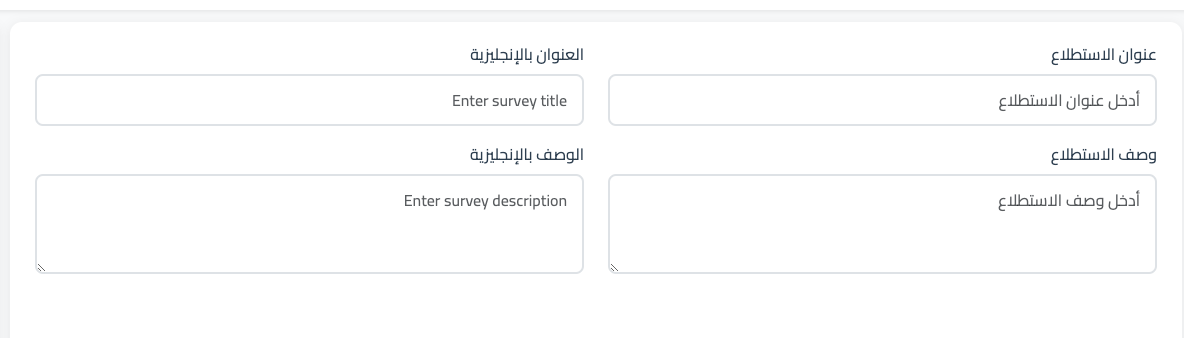 عنوان الاستطلاع
العنوان بالإنجليزية
أدخل عنوان الاستطلاع
Enter survey title
وصف الاستطلاع
الوصف بالإنجليزية
أدخل وصف الاستطلاع
Enter survey description